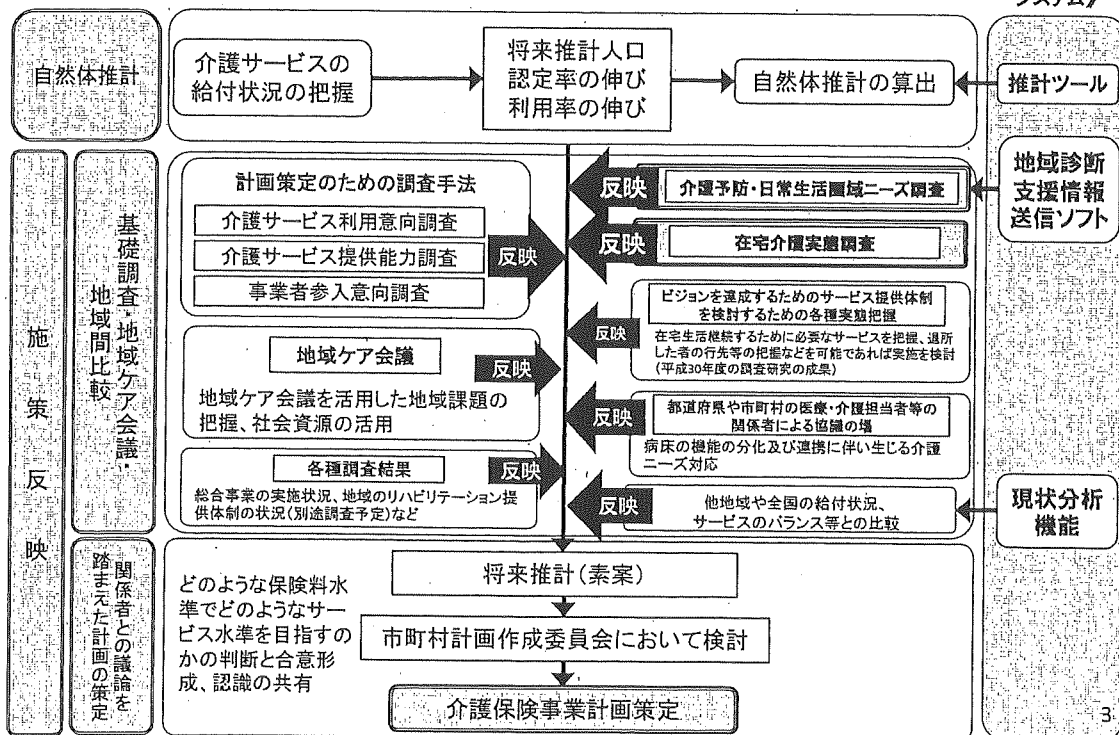 システム》
自然体推計
介護サービスの
給付状況の把握
将来推計人口
認定率の伸び
利用率の伸び
自然体推計の算出
推計ツール
施策反映
基礎調査・地域ケア会議・
地域間比較
計画策定のための調査手法
介護サービス利用意向調査
介護サービス提供能力調査
事業者参入意向調査
反映
地域ケア会議
反映
地域ケア会議を活用した地域課題の
把握、社会資源の活用
各種調査結果
反映
総合事業の実施状況、地域のリハビリテーション提
供体制の状況(別途調査予定)など
反映
介護予防・日常生活圏域ニーズ調査
反映
在宅介護実態調査
反映
ビジョンを達成するためのサービス提供体制
を検討するための各種実態把握
在宅生活継続するために必要なサービスを把握、退所
した者の行先等の把握などを可能であれば実施を検討
(平成30年度の調査研究の成果)
反映
都道府県や市町村の医療・介護担当者等の
関係者による協議の場
病床の機能の分化及び連携に伴い生じる介護
ニーズ対応
反映
他地域や全国の給付状況、
サービスのバランス等との比較
地域診断
支援情報
送信ソフト
現状分析
機能
関係者との議論を
踏まえた計画の策定
どのような保険料水
準でどのようなサー
ビス水準を目指すの
かの判断と合意形
成、認識の共有
将来推計(素案)
市町村計画作成委員会において検討
介護保険事業計画策定
3